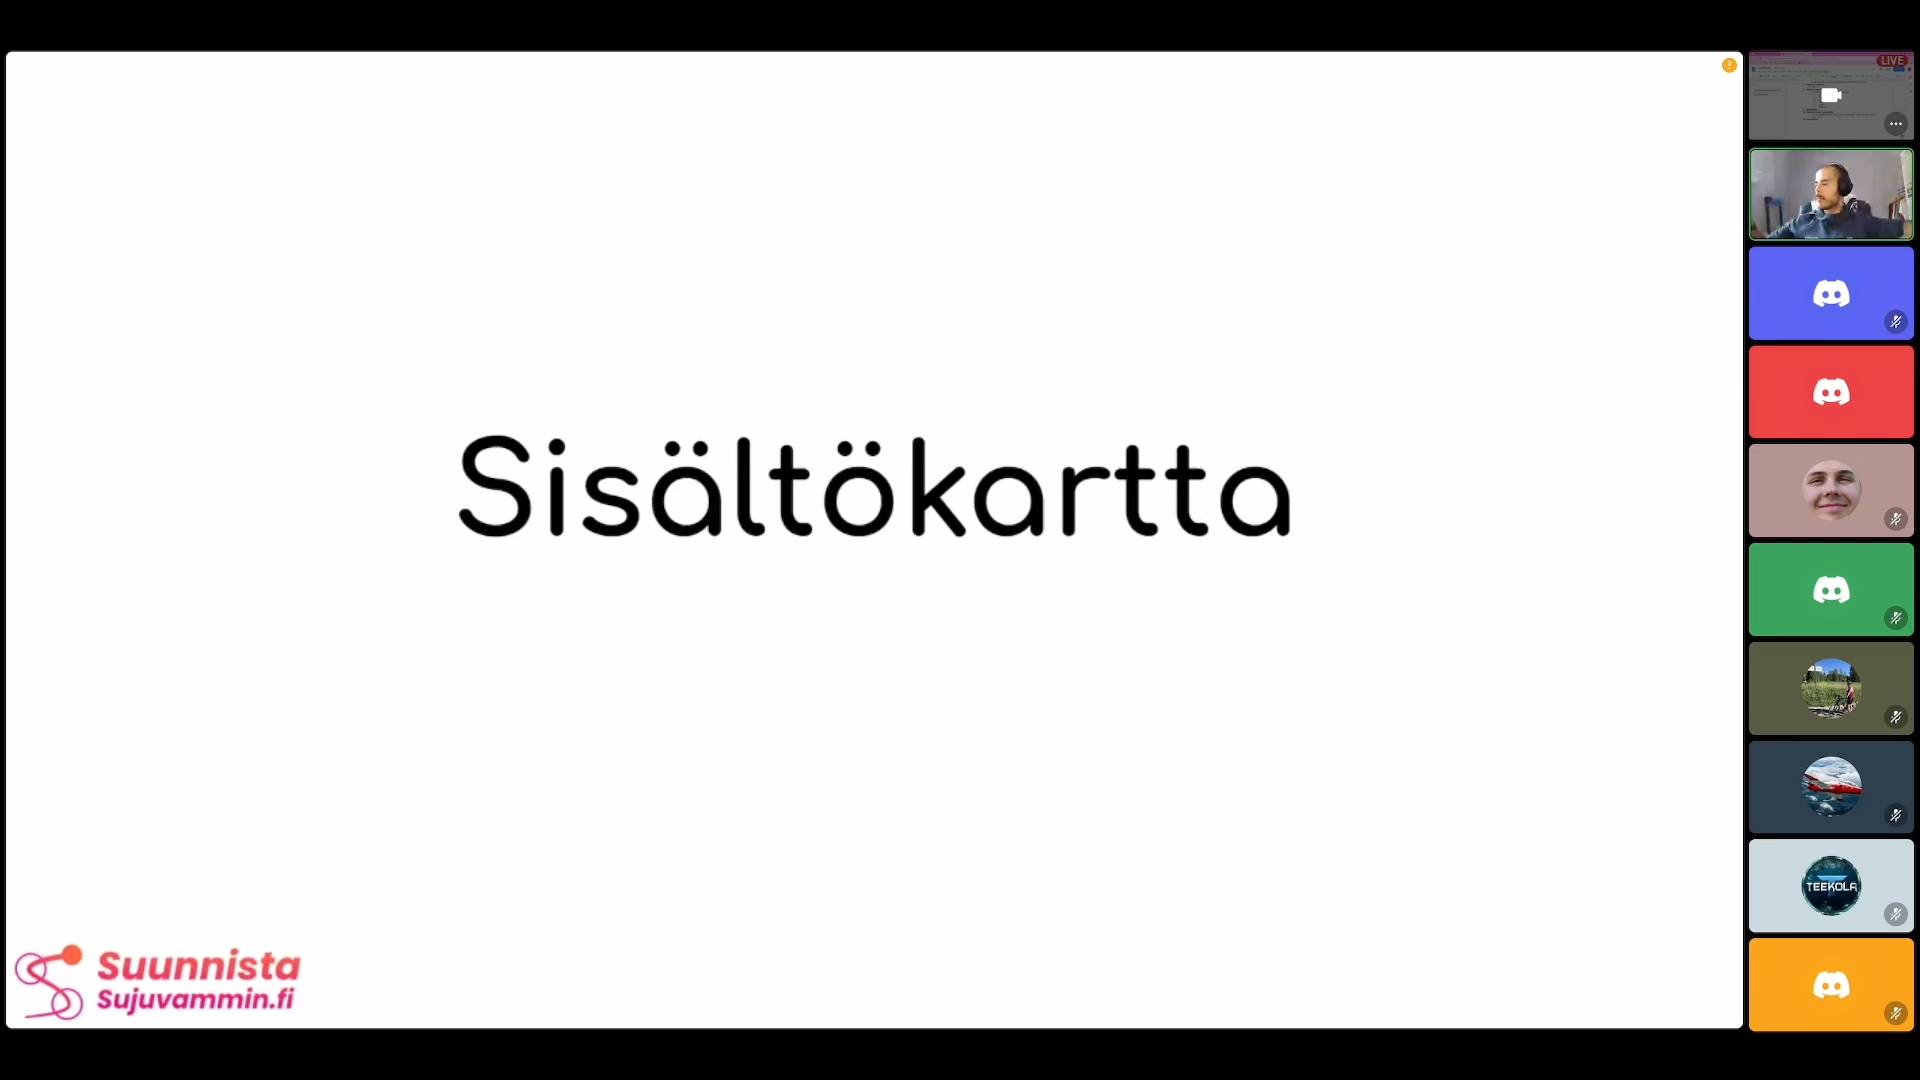 LIVE
Sisältökartta
TEEKOLA
Suunnista
Sujuvammin.fi